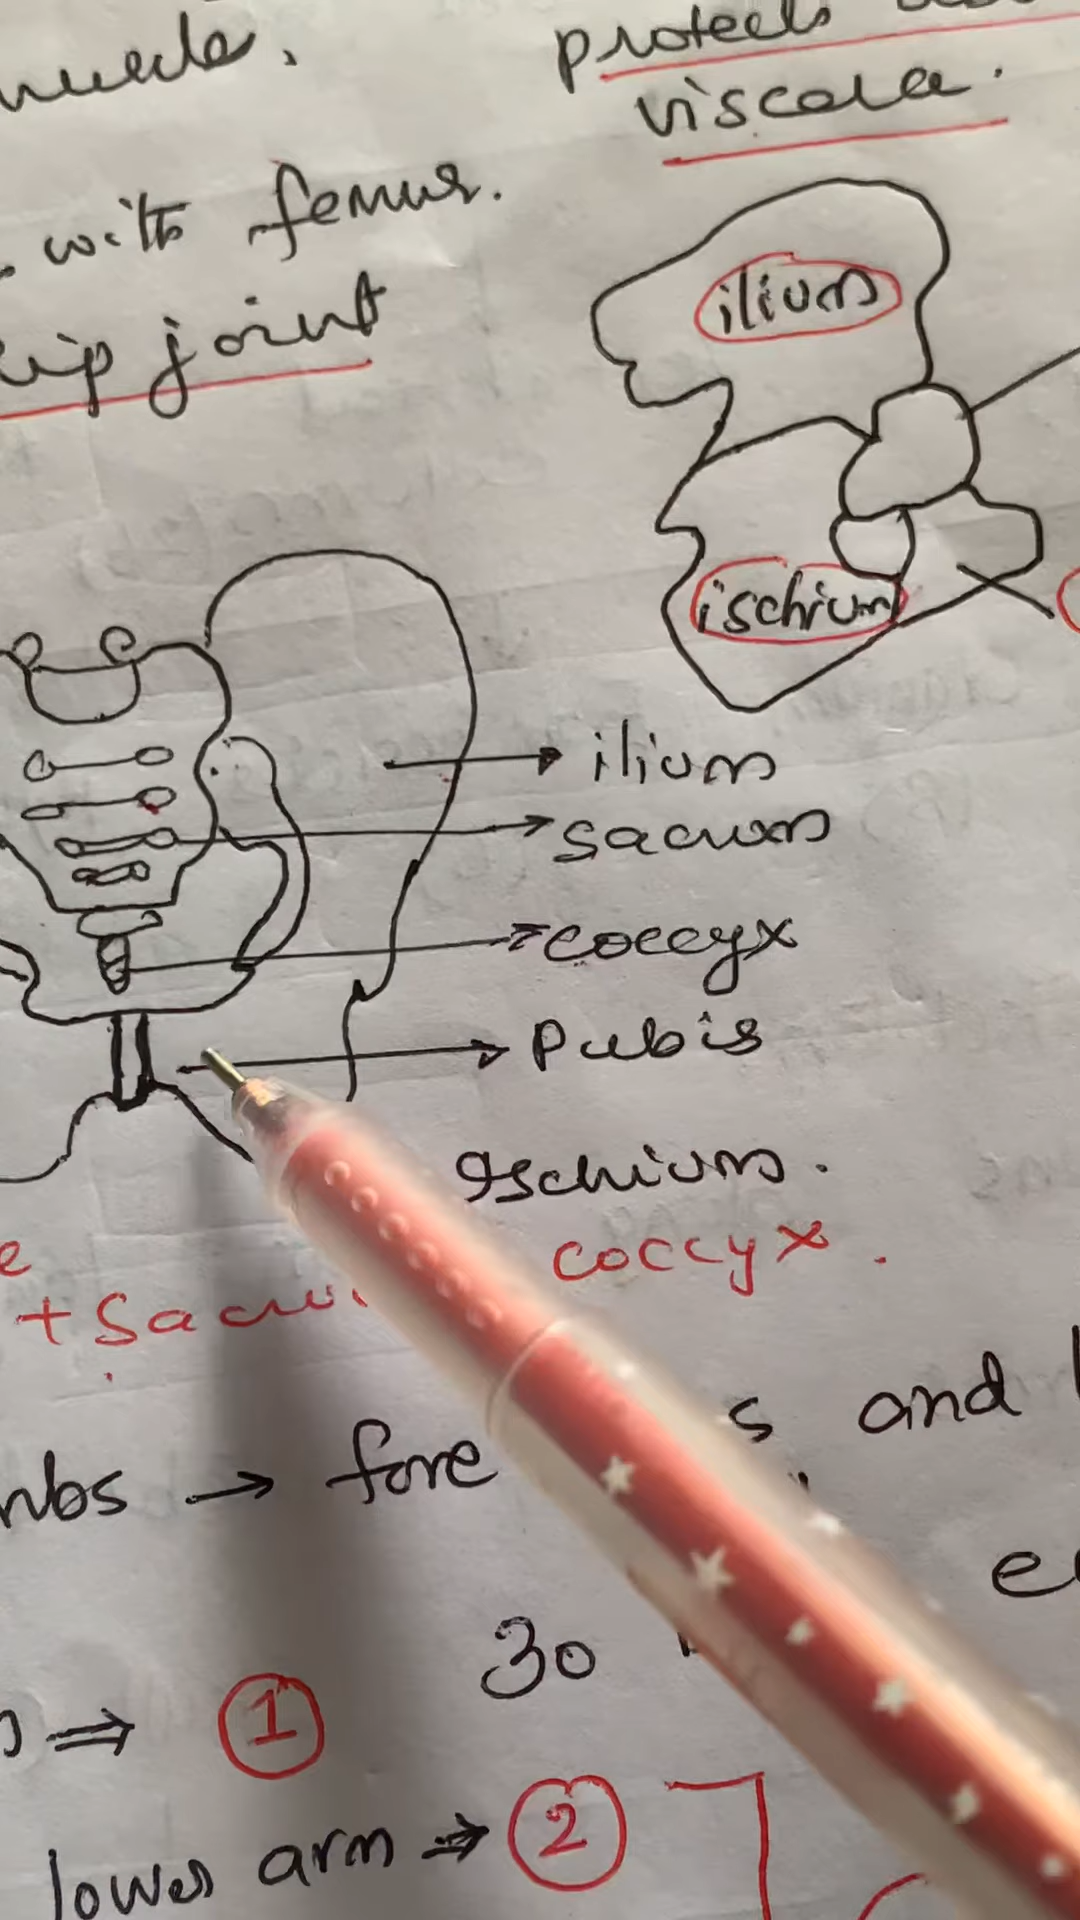 protects
viscera.
with femur.
hip joint
ilium
ischium
ilium
sacrum
coccyx
Pubis
Ischium.
coccyx.
+ Sacru
→ fore
s and
30
⇒ 1
lower arm ⇒ 2